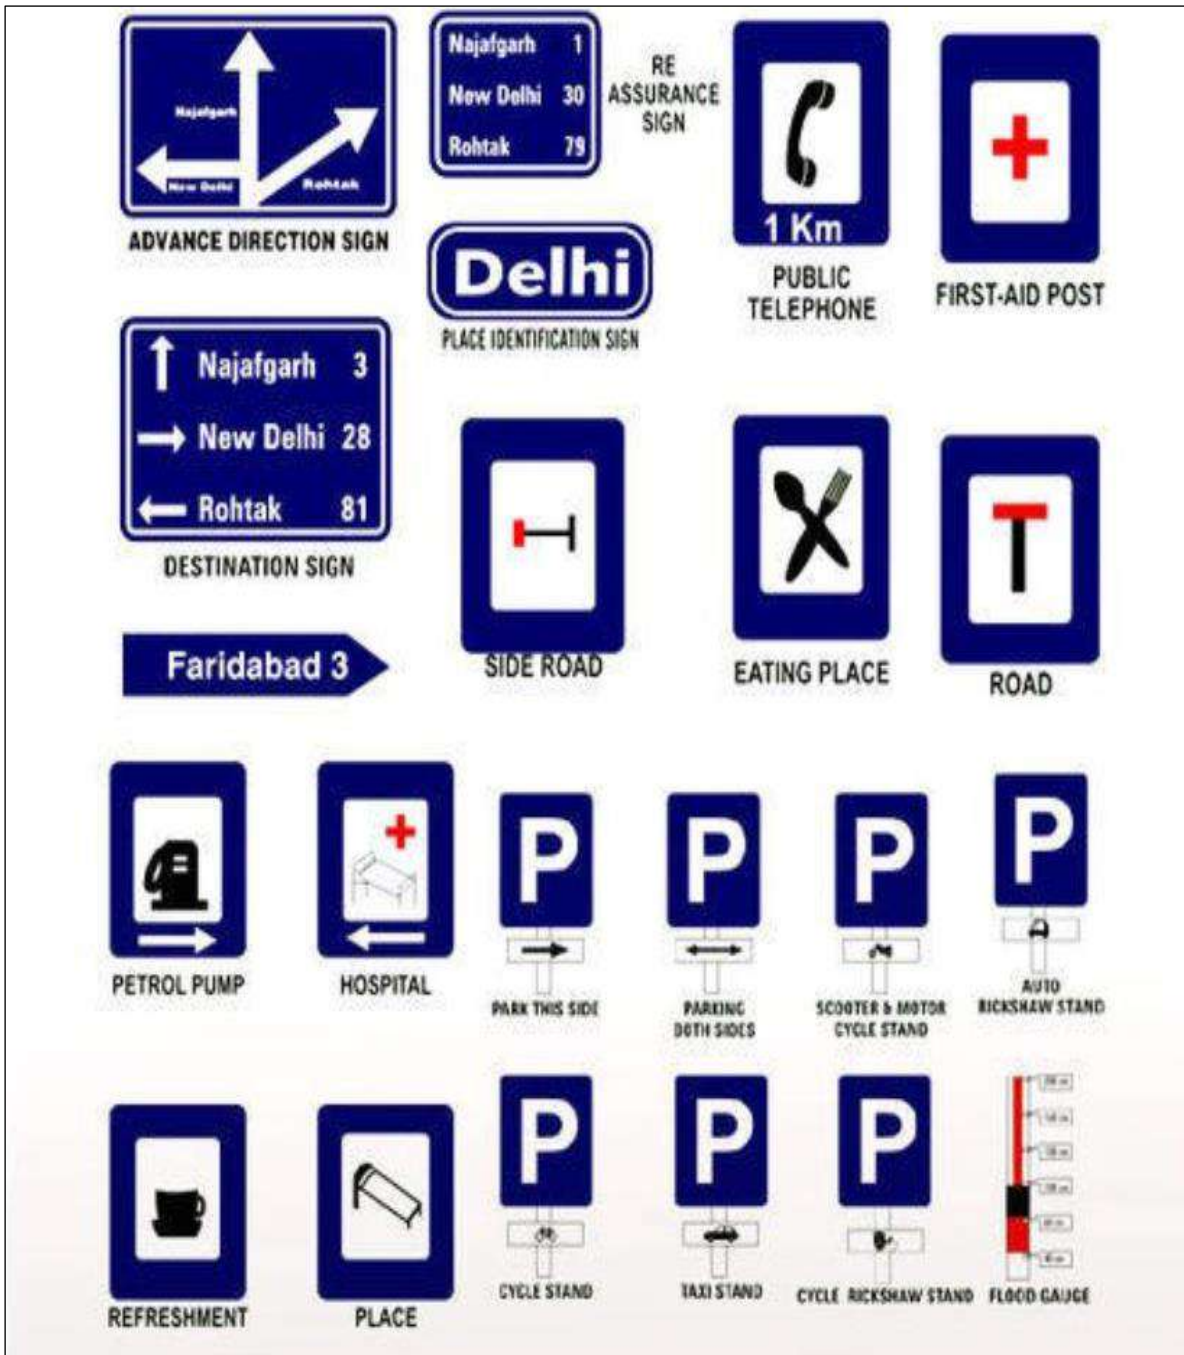 Najafgarh
New Delhi
Rohtak
ADVANCE DIRECTION SIGN
Najafgarh 1
New Delhi 30
Rohtak 79
RE
ASSURANCE
SIGN
1 Km
PUBLIC
TELEPHONE
FIRST-AID POST
Delhi
PLACE IDENTIFICATION SIGN
Najafgarh 3
New Delhi 28
Rohtak 81
DESTINATION SIGN
SIDE ROAD
EATING PLACE
ROAD
Faridabad 3
PETROL PUMP
HOSPITAL
P
PARK THIS SIDE
P
PARKING
BOTH SIDES
P
SCOOTER & MOTOR
CYCLE STAND
P
AUTO
RICKSHAW STAND
REFRESHMENT
PLACE
P
CYCLE STAND
P
TAXI STAND
P
CYCLE RICKSHAW STAND
FLOOD GAUGE